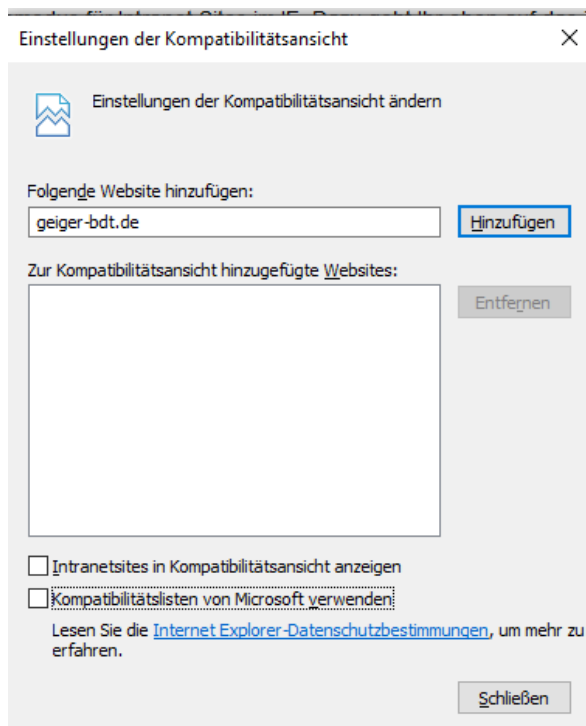 Einstellungen der Kompatibilitätsansicht
Einstellungen der Kompatibilitätsansicht ändern
Folgende Website hinzufügen:
geiger-bdt.de
Hinzufügen
Zur Kompatibilitätsansicht hinzugefügte Websites:
Entfernen
Intranetsites in Kompatibilitätsansicht anzeigen
Kompatibilitätslisten von Microsoft verwenden
Lesen Sie die Internet Explorer-Datenschutzbestimmungen, um mehr zu
erfahren.
Schließen